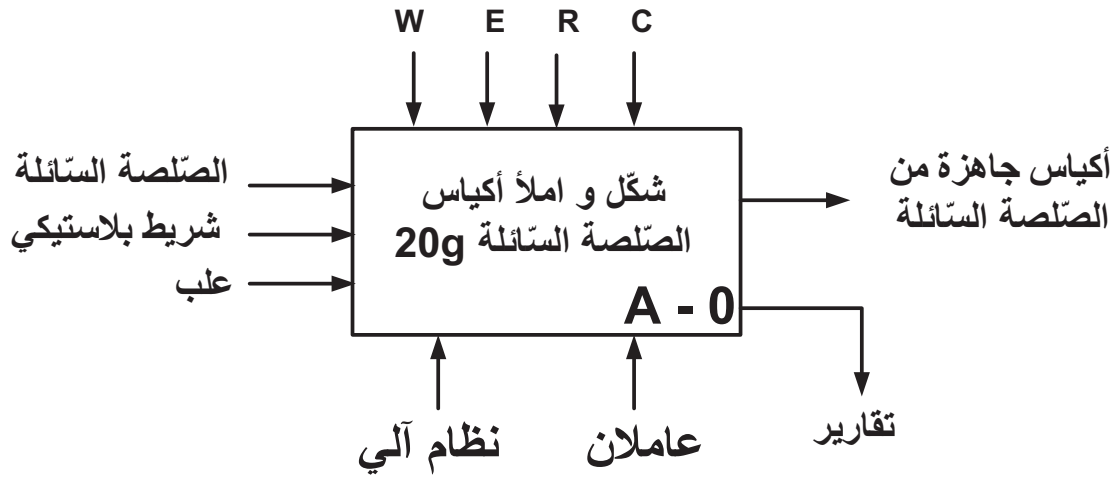 W E R C
الصّلصة السّائلة
شريط بلاستيكي
علب
شكّل و املأ أكياس
الصّلصة السّائلة 20g
A - 0
أكياس جاهزة من
الصّلصة السّائلة
تقارير
نظام آلي
عاملان